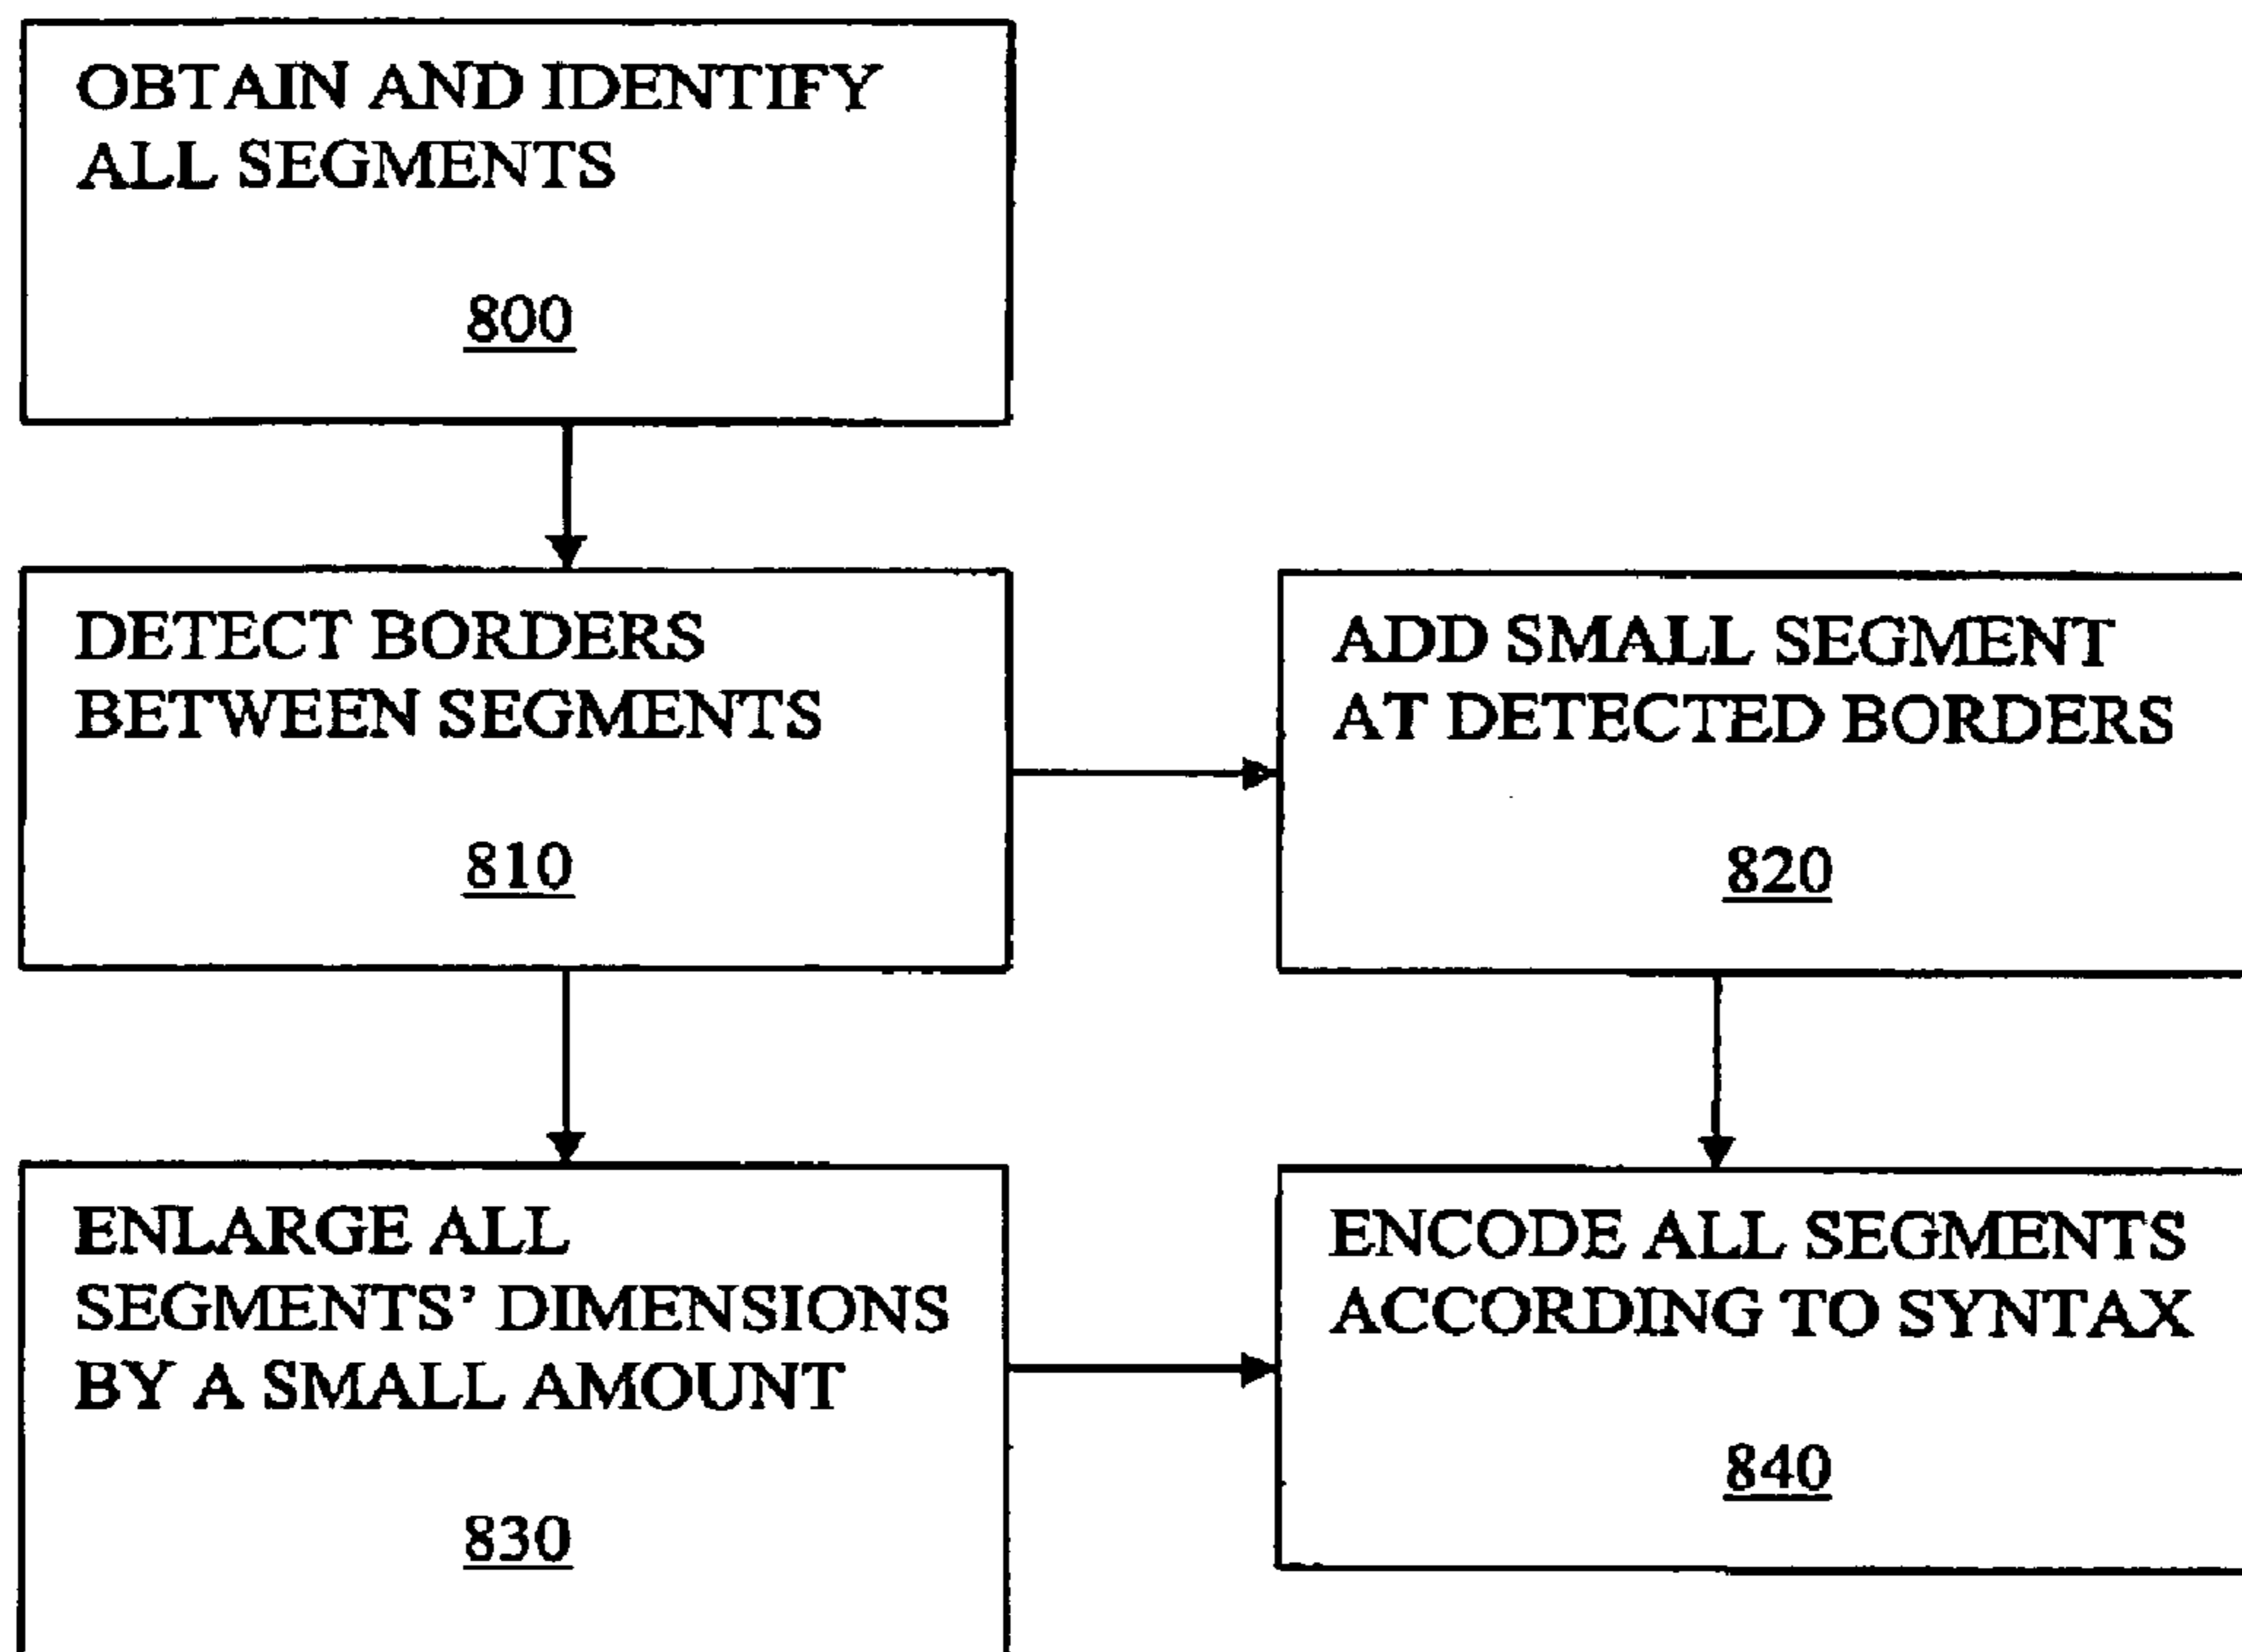 OBTAIN AND IDENTIFY
ALL SEGMENTS
800
DETECT BORDERS
BETWEEN SEGMENTS
810
ADD SMALL SEGMENT
AT DETECTED BORDERS
820
ENLARGE ALL
SEGMENTS' DIMENSIONS
BY A SMALL AMOUNT
830
ENCODE ALL SEGMENTS
ACCORDING TO SYNTAX
840